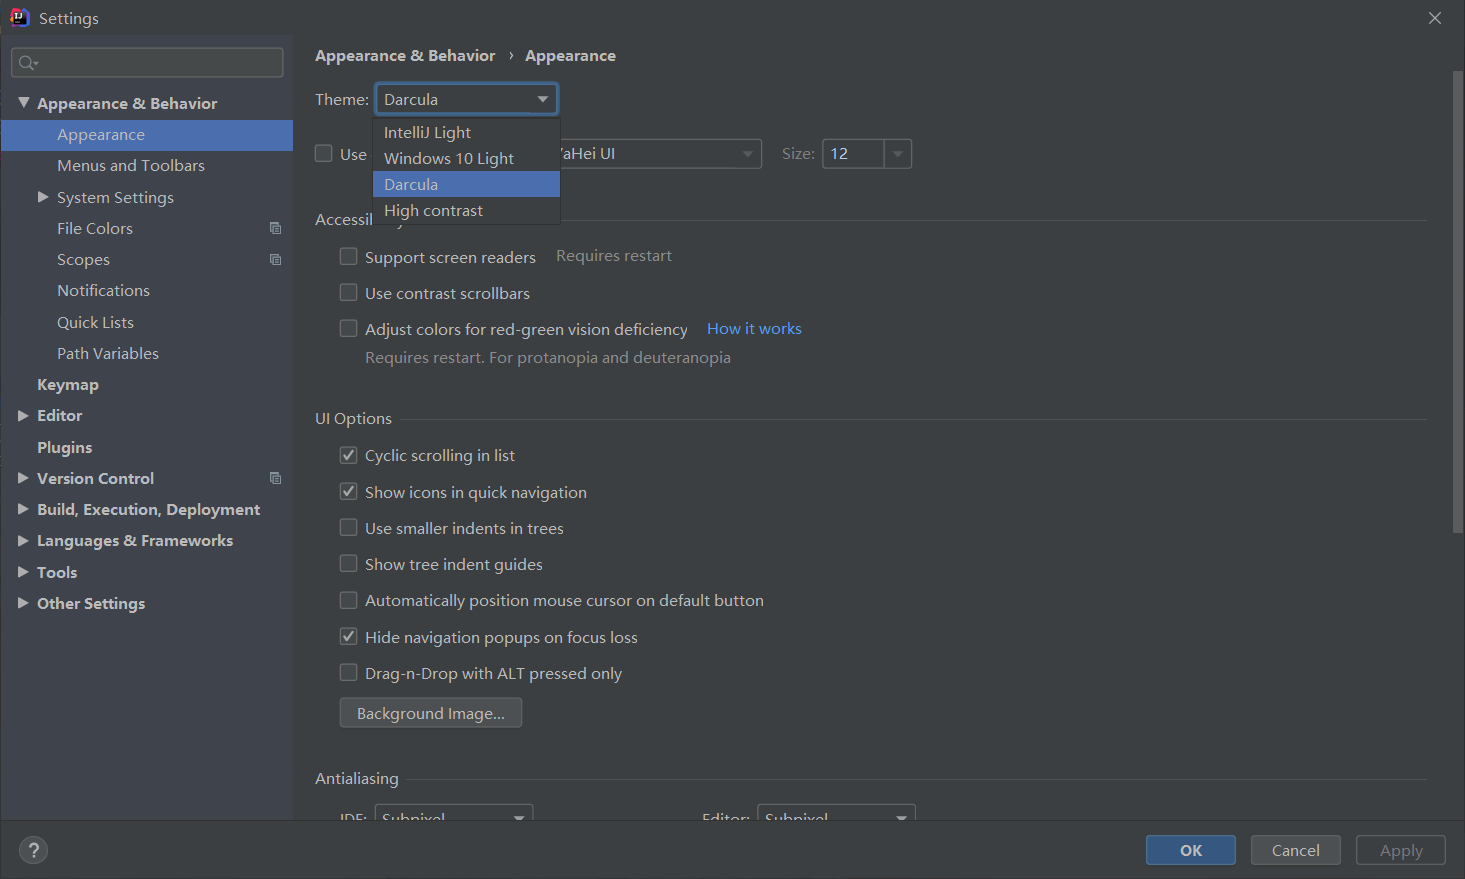 Settings
Appearance & Behavior
Appearance
Menus and Toolbars
System Settings
File Colors
Scopes
Notifications
Quick Lists
Path Variables
Keymap
Editor
Plugins
Version Control
Build, Execution, Deployment
Languages & Frameworks
Tools
Other Settings
Appearance & Behavior › Appearance
Theme: Darcula
IntelliJ Light
Windows 10 Light
Darcula
High contrast
Use YaHei UI Size: 12
Support screen readers Requires restart
Use contrast scrollbars
Adjust colors for red-green vision deficiency How it works
Requires restart. For protanopia and deuteranopia
UI Options
Cyclic scrolling in list
Show icons in quick navigation
Use smaller indents in trees
Show tree indent guides
Automatically position mouse cursor on default button
Hide navigation popups on focus loss
Drag-n-Drop with ALT pressed only
Background Image...
Antialiasing
IDE: Subpixel Editor: Subpixel
? OK Cancel Apply